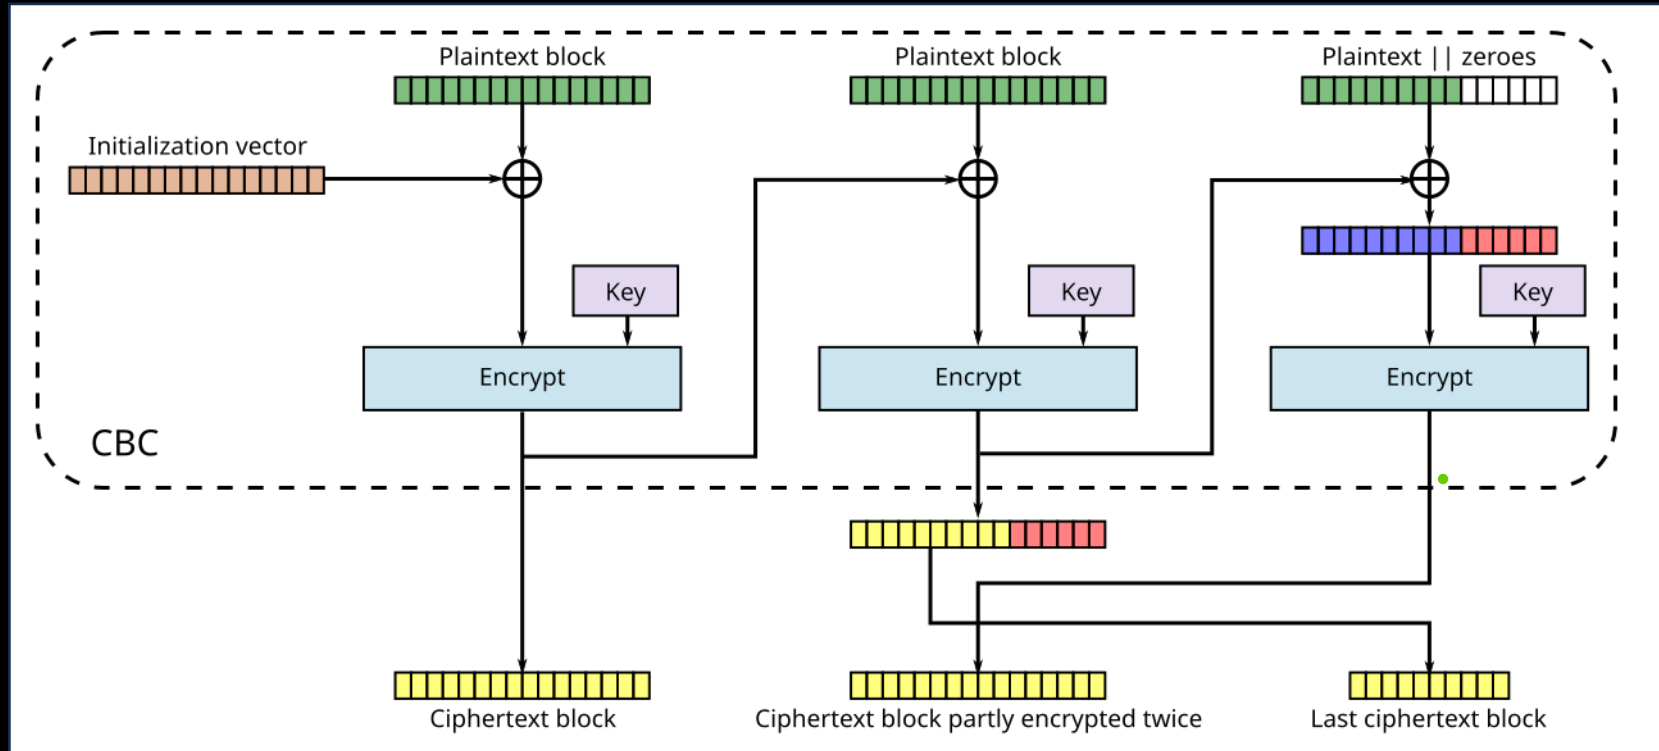 Plaintext block
Plaintext block
Plaintext || zeroes
Initialization vector
Key
Key
Key
Encrypt
Encrypt
Encrypt
CBC
Ciphertext block
Ciphertext block partly encrypted twice
Last ciphertext block